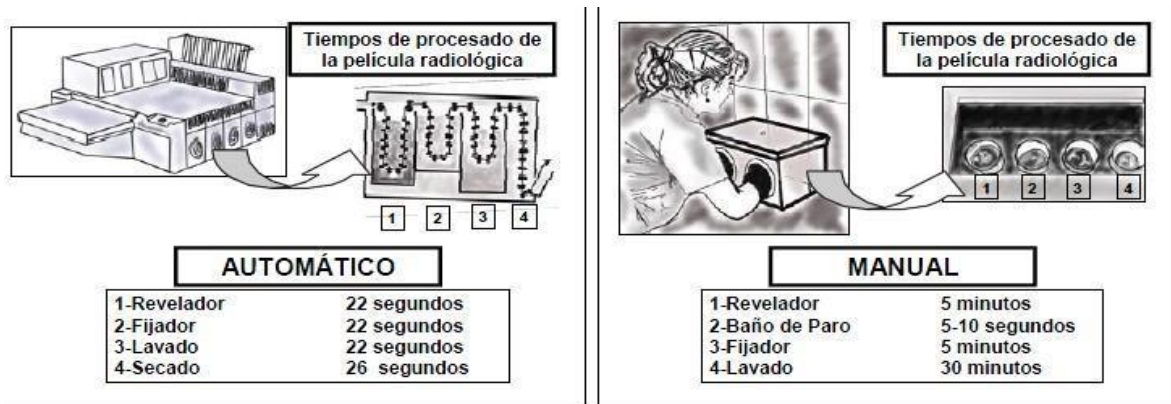 Tiempos de procesado de
la película radiológica
1 2 3 4
AUTOMÁTICO
1-Revelador 22 segundos
2-Fijador 22 segundos
3-Lavado 22 segundos
4-Secado 26 segundos
Tiempos de procesado de
la película radiológica
1 2 3 4
MANUAL
1-Revelador 5 minutos
2-Baño de Paro 5-10 segundos
3-Fijador 5 minutos
4-Lavado 30 minutos